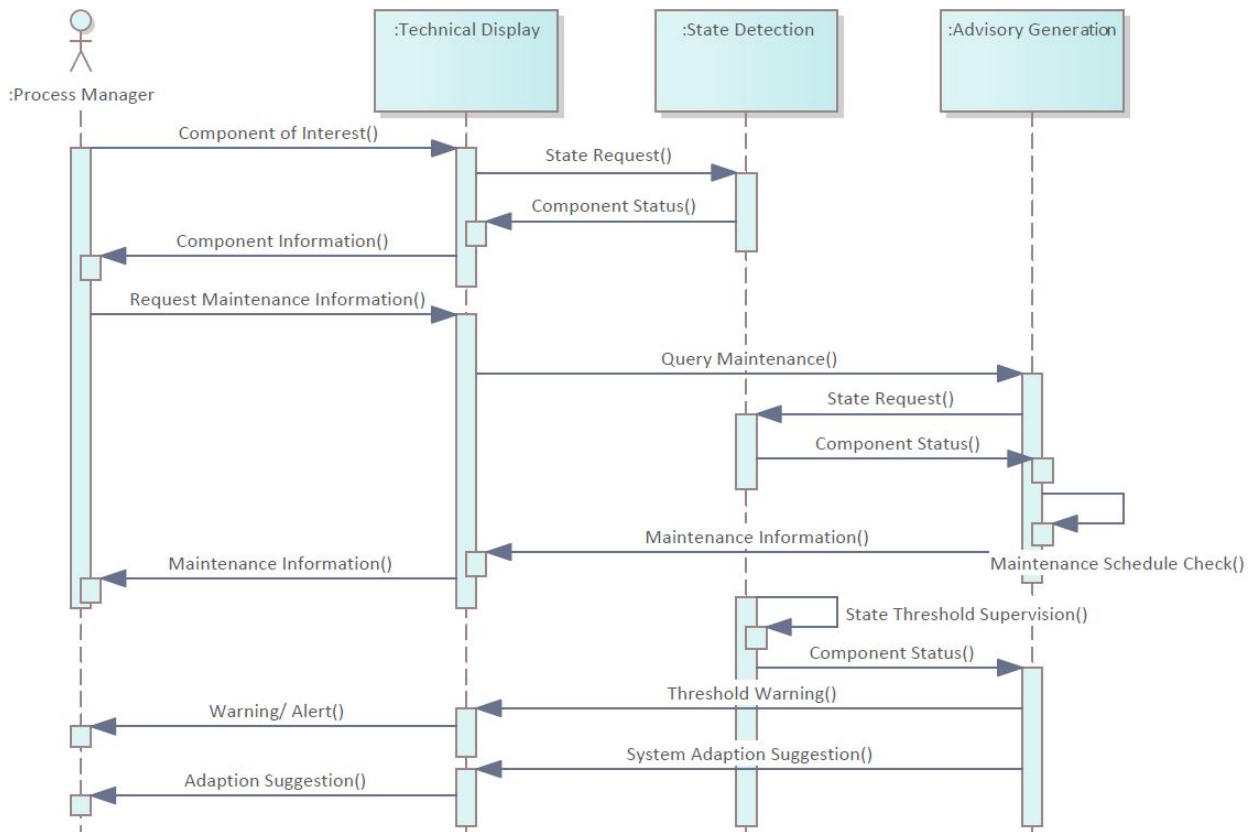 :Technical Display
:State Detection
:Advisory Generation
:Process Manager
Component of Interest()
State Request()
Component Status()
Component Information()
Request Maintenance Information()
Query Maintenance()
State Request()
Component Status()
Maintenance Information()
Maintenance Schedule Check()
Maintenance Information()
State Threshold Supervision()
Component Status()
Threshold Warning()
Warning/ Alert()
System Adaption Suggestion()
Adaption Suggestion()